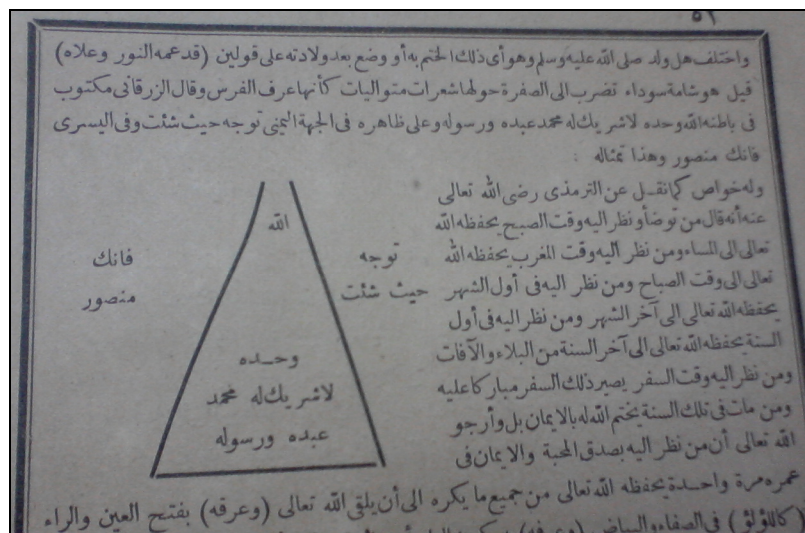 ٥٦
واختلف هل ولد صلى الله عليه وسلم وهو أى ذلك الختم به أو وضع بعد ولادته على قولين (قدعمه النور وعلاه)
قيل هو شامة سوداء تضرب الى الصفرة حولها شعرات متواليات كأنها عرف الفرس وقال الزرقانى مكتوب
فى باطنه الله وحده لاشريك له محمد عبده ورسوله وعلى ظاهره فى الجهة اليمنى توجه حيث شئت وفى اليسرى
فانك منصور وهذا تمثاله :
وله خواص كما نقل عن الترمذى رضى الله تعالى
عنه أنه قال من توضأ ونظر اليه وقت الصبح يحفظه الله
تعالى الى المساء ومن نظر اليه وقت المغرب يحفظه الله
تعالى الى وقت الصباح ومن نظر اليه فى أول الشهر
يحفظه الله تعالى الى آخر الشهر ومن نظر اليه فى أول
السنة يحفظه الله تعالى الى آخر السنة من البلاء والآفات
ومن نظر اليه وقت السفر يصير ذلك السفر مباركا عليه
ومن مات فى تلك السنة يختم الله له بالايمان بل وأرجو
الله تعالى أن من نظر اليه بصدق المحبة والايمان فى
الله
توجه
حيث شئت
فانك
منصور
وحده
لاشريك له محمد
عبده ورسوله
عمره مرة واحدة يحفظه الله تعالى من جميع ما يكره الى أن يلقى الله تعالى (وعرقه) بفتح العين والراء
(كاللؤلؤ) فى الصفاء والبياض (وعرفه)